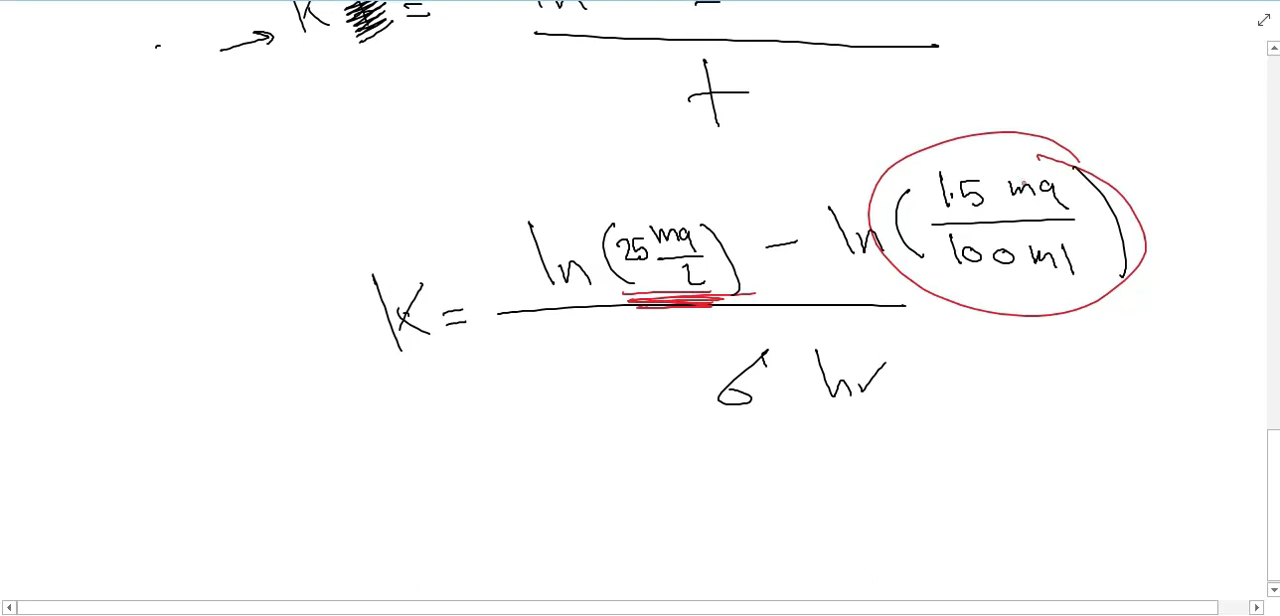 → K =
t
K = ln(25 mg/L) - ln(1.5 mg/100 ml)
6 hr